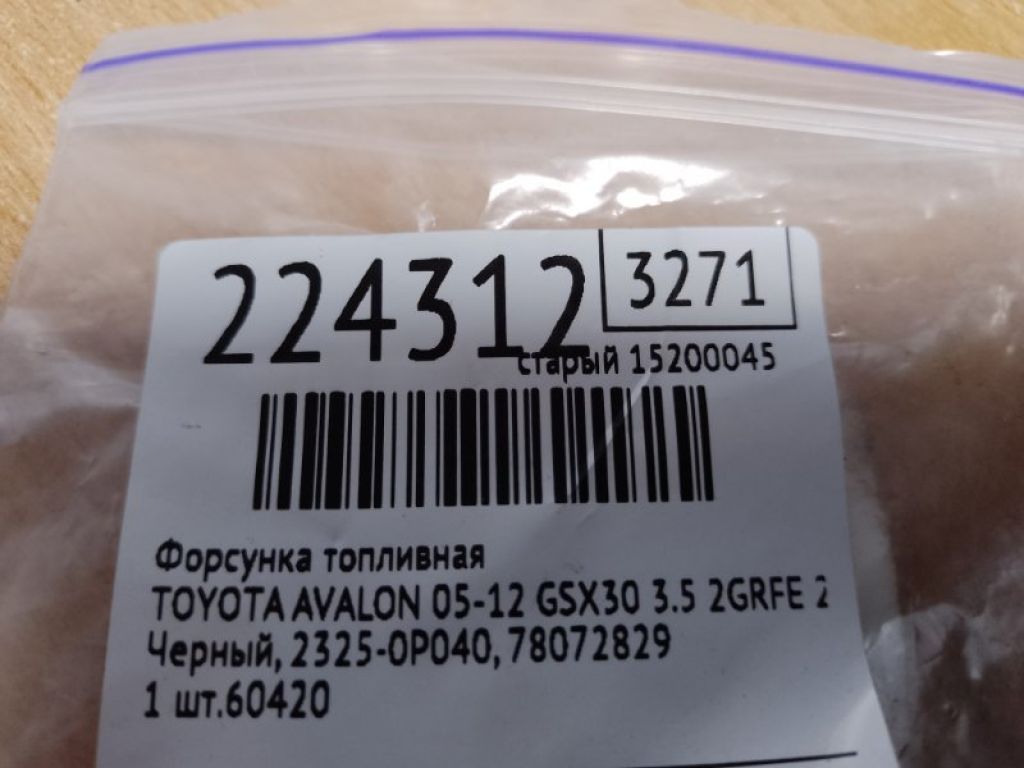 224312
3271
старый 15200045
Форсунка топливная
TOYOTA AVALON 05-12 GSX30 3.5 2GRFE 2
Черный, 2325-0P040, 78072829
1 шт.60420